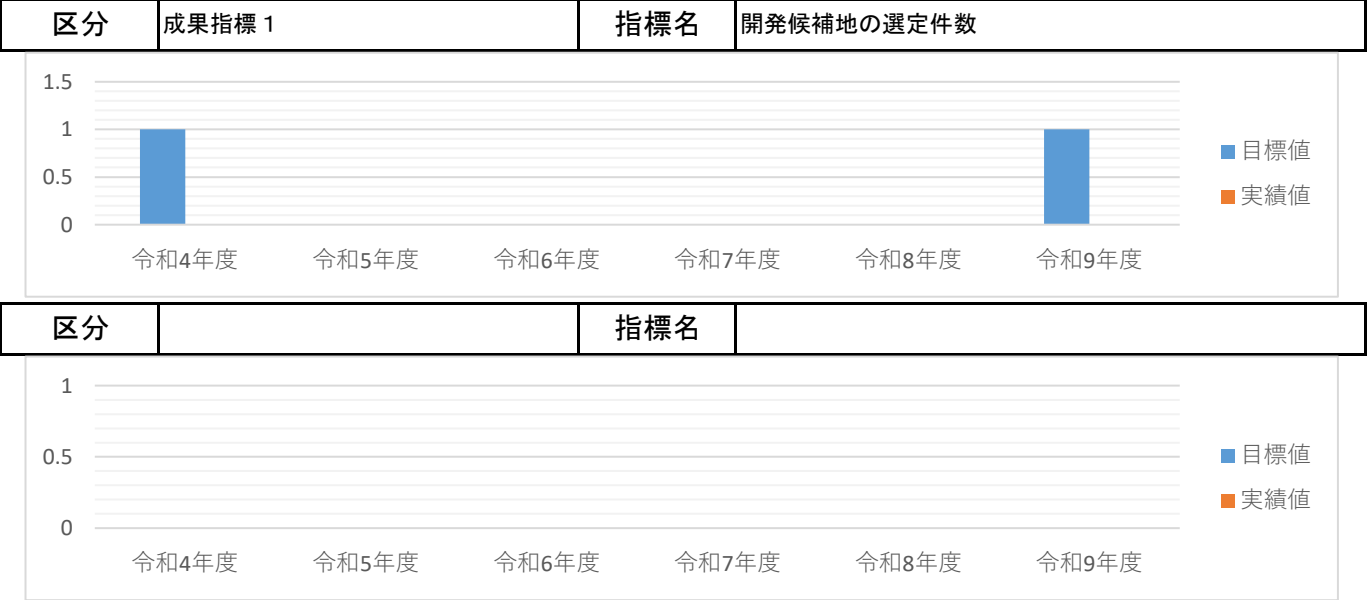 区分 成果指標１ 指標名 開発候補地の選定件数
1.5
1
0.5
0
令和4年度 令和5年度 令和6年度 令和7年度 令和8年度 令和9年度
目標値
実績値
区分 指標名
1
0.5
0
令和4年度 令和5年度 令和6年度 令和7年度 令和8年度 令和9年度
目標値
実績値